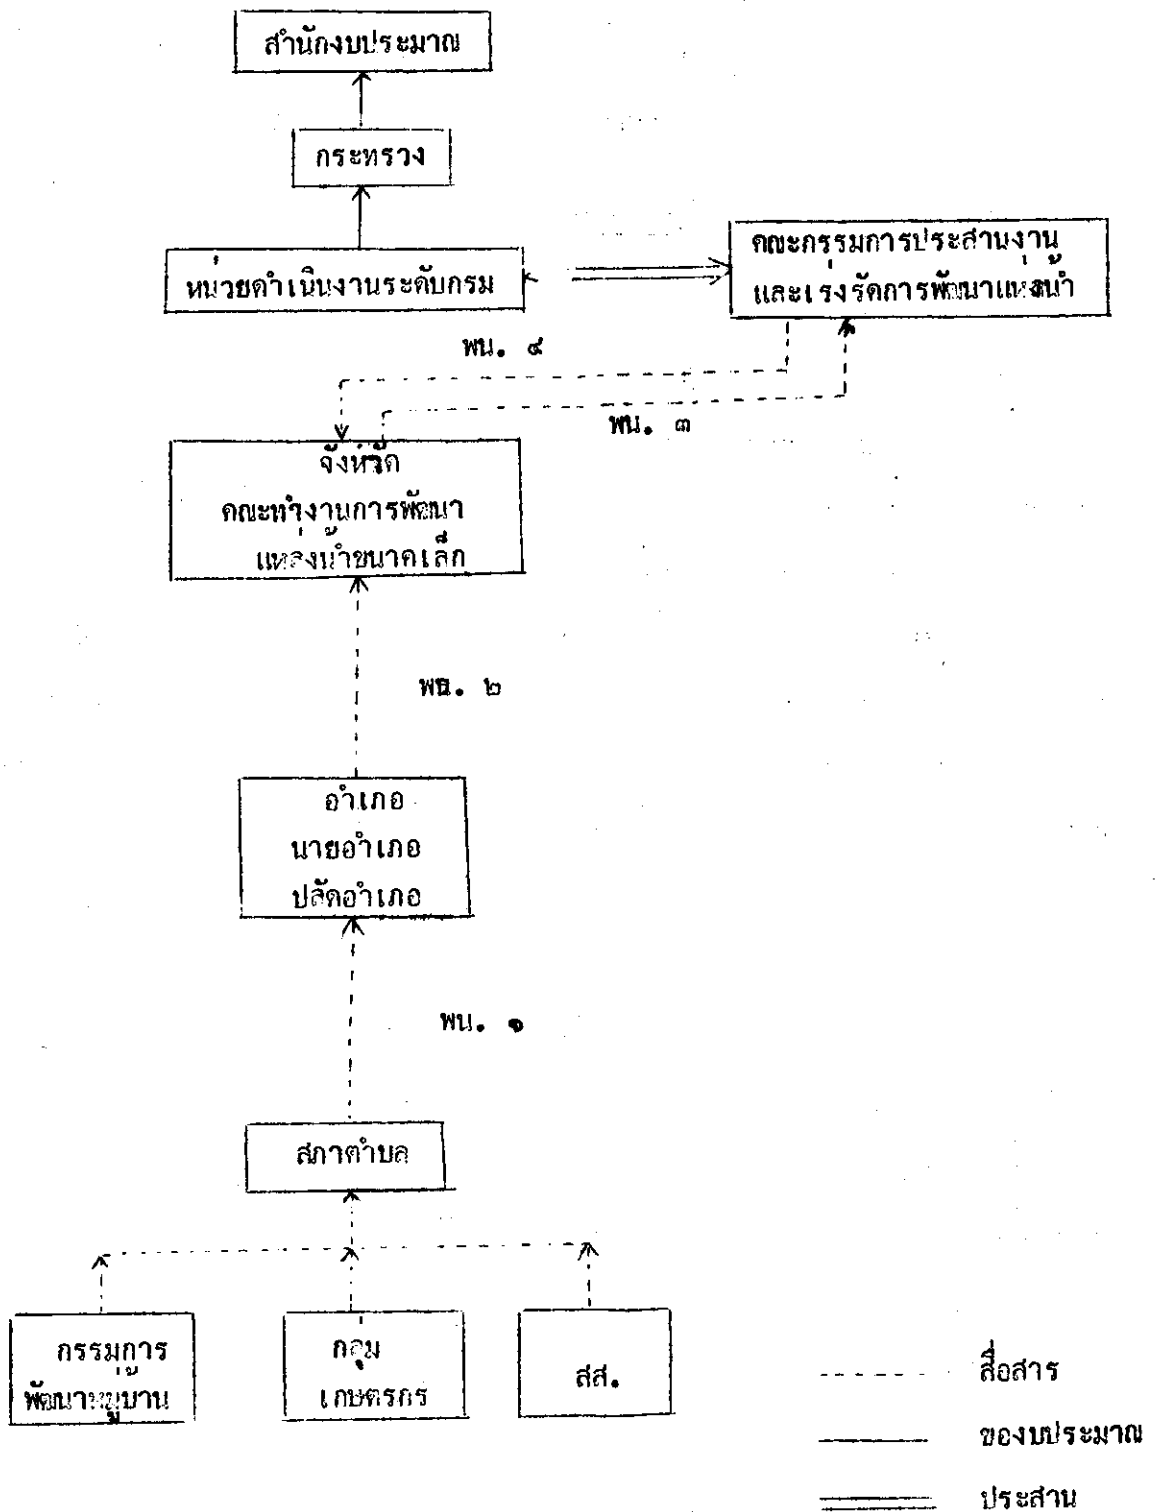 สำนักงบประมาณ
กระทรวง
หน่วยดำเนินงานระดับกรม
คณะกรรมการประสานงาน
และเร่งรัดการพัฒนาแหล่งน้ำ
พน. ๔
พน. ๓
จังหวัด
คณะทำงานการพัฒนา
แหล่งน้ำขนาดเล็ก
พน. ๒
อำเภอ
นายอำเภอ
ปลัดอำเภอ
พน. ๑
สภาตำบล
กรรมการ
พัฒนาหมู่บ้าน
กลุ่ม
เกษตรกร
สส.
สื่อสาร
ของบประมาณ
ประสาน